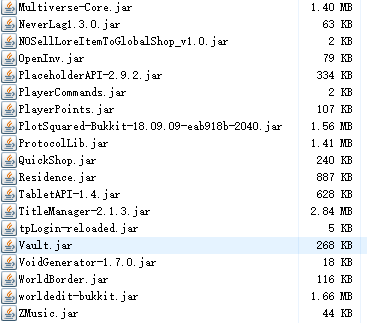 Multiverse-Core.jar 1.40 MB
NeverLag1.3.0.jar 63 KB
NOSellLoreItemToGlobalShop_v1.0.jar 2 KB
OpenInv.jar 79 KB
PlaceholderAPI-2.9.2.jar 334 KB
PlayerCommands.jar 2 KB
PlayerPoints.jar 107 KB
PlotSquared-Bukkit-18.09.09-eab918b-2040.jar 1.56 MB
ProtocolLib.jar 1.41 MB
QuickShop.jar 240 KB
Residence.jar 887 KB
TabletAPI-1.4.jar 628 KB
TitleManager-2.1.3.jar 2.84 MB
tpLogin-reloaded.jar 5 KB
Vault.jar 268 KB
VoidGenerator-1.7.0.jar 18 KB
WorldBorder.jar 116 KB
worldedit-bukkit.jar 1.66 MB
ZMusic.jar 44 KB